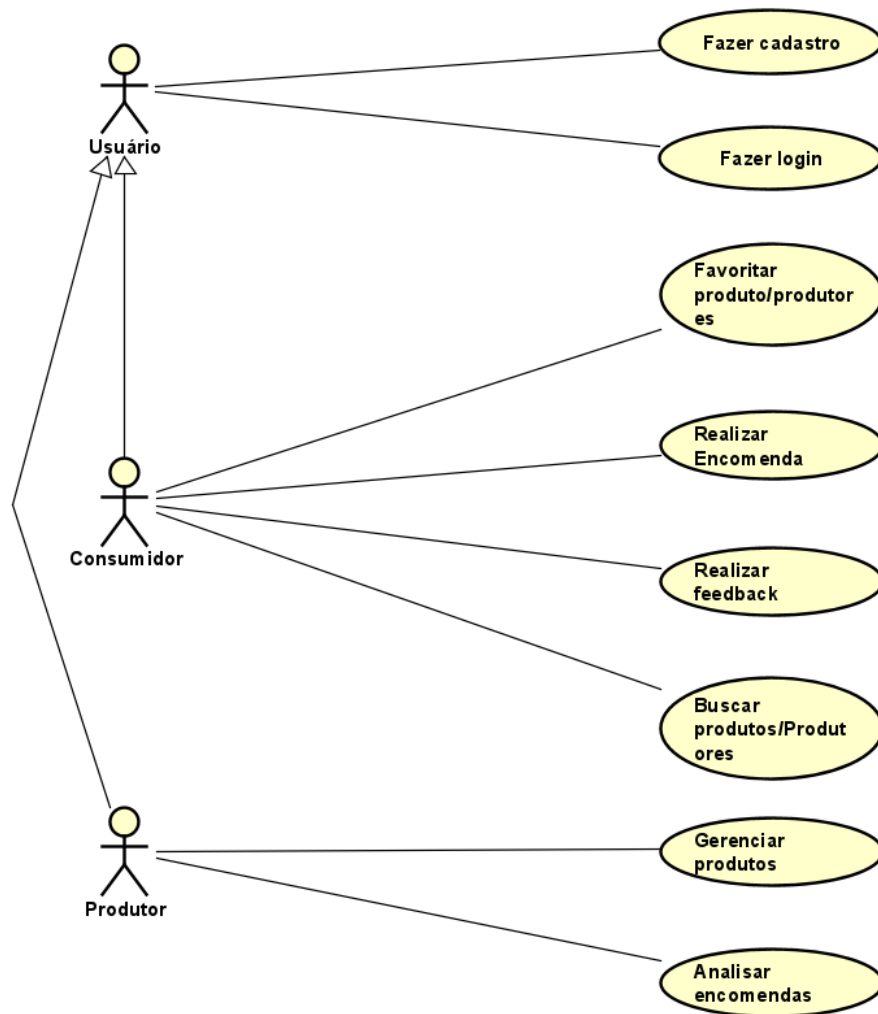 Fazer cadastro
Usuário
Fazer login
Favoritar
produto/produtor
es
Realizar
Encomenda
Consumidor
Realizar
feedback
Buscar
produtos/Produt
ores
Gerenciar
produtos
Produtor
Analisar
encomendas